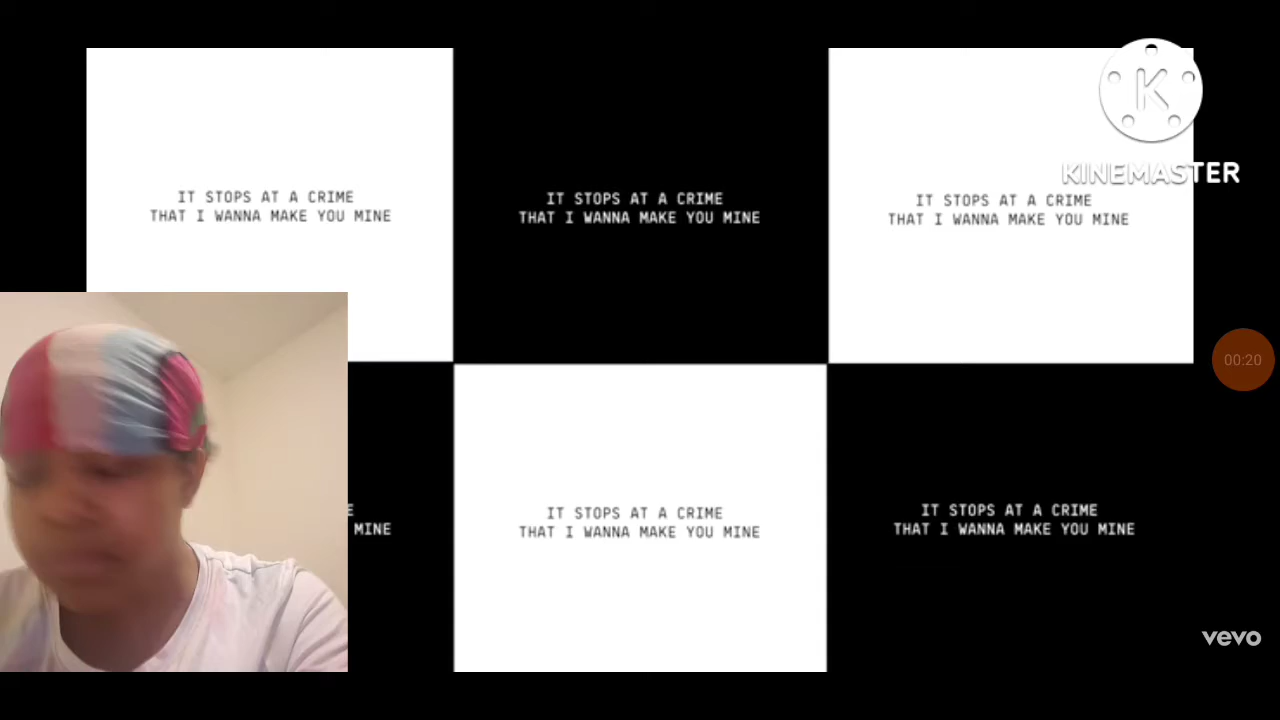 IT STOPS AT A CRIME
THAT I WANNA MAKE YOU MINE
IT STOPS AT A CRIME
THAT I WANNA MAKE YOU MINE
IT STOPS AT A CRIME
THAT I WANNA MAKE YOU MINE
K
KINEMASTER
00:20
E
MINE
IT STOPS AT A CRIME
THAT I WANNA MAKE YOU MINE
IT STOPS AT A CRIME
THAT I WANNA MAKE YOU MINE
vevo